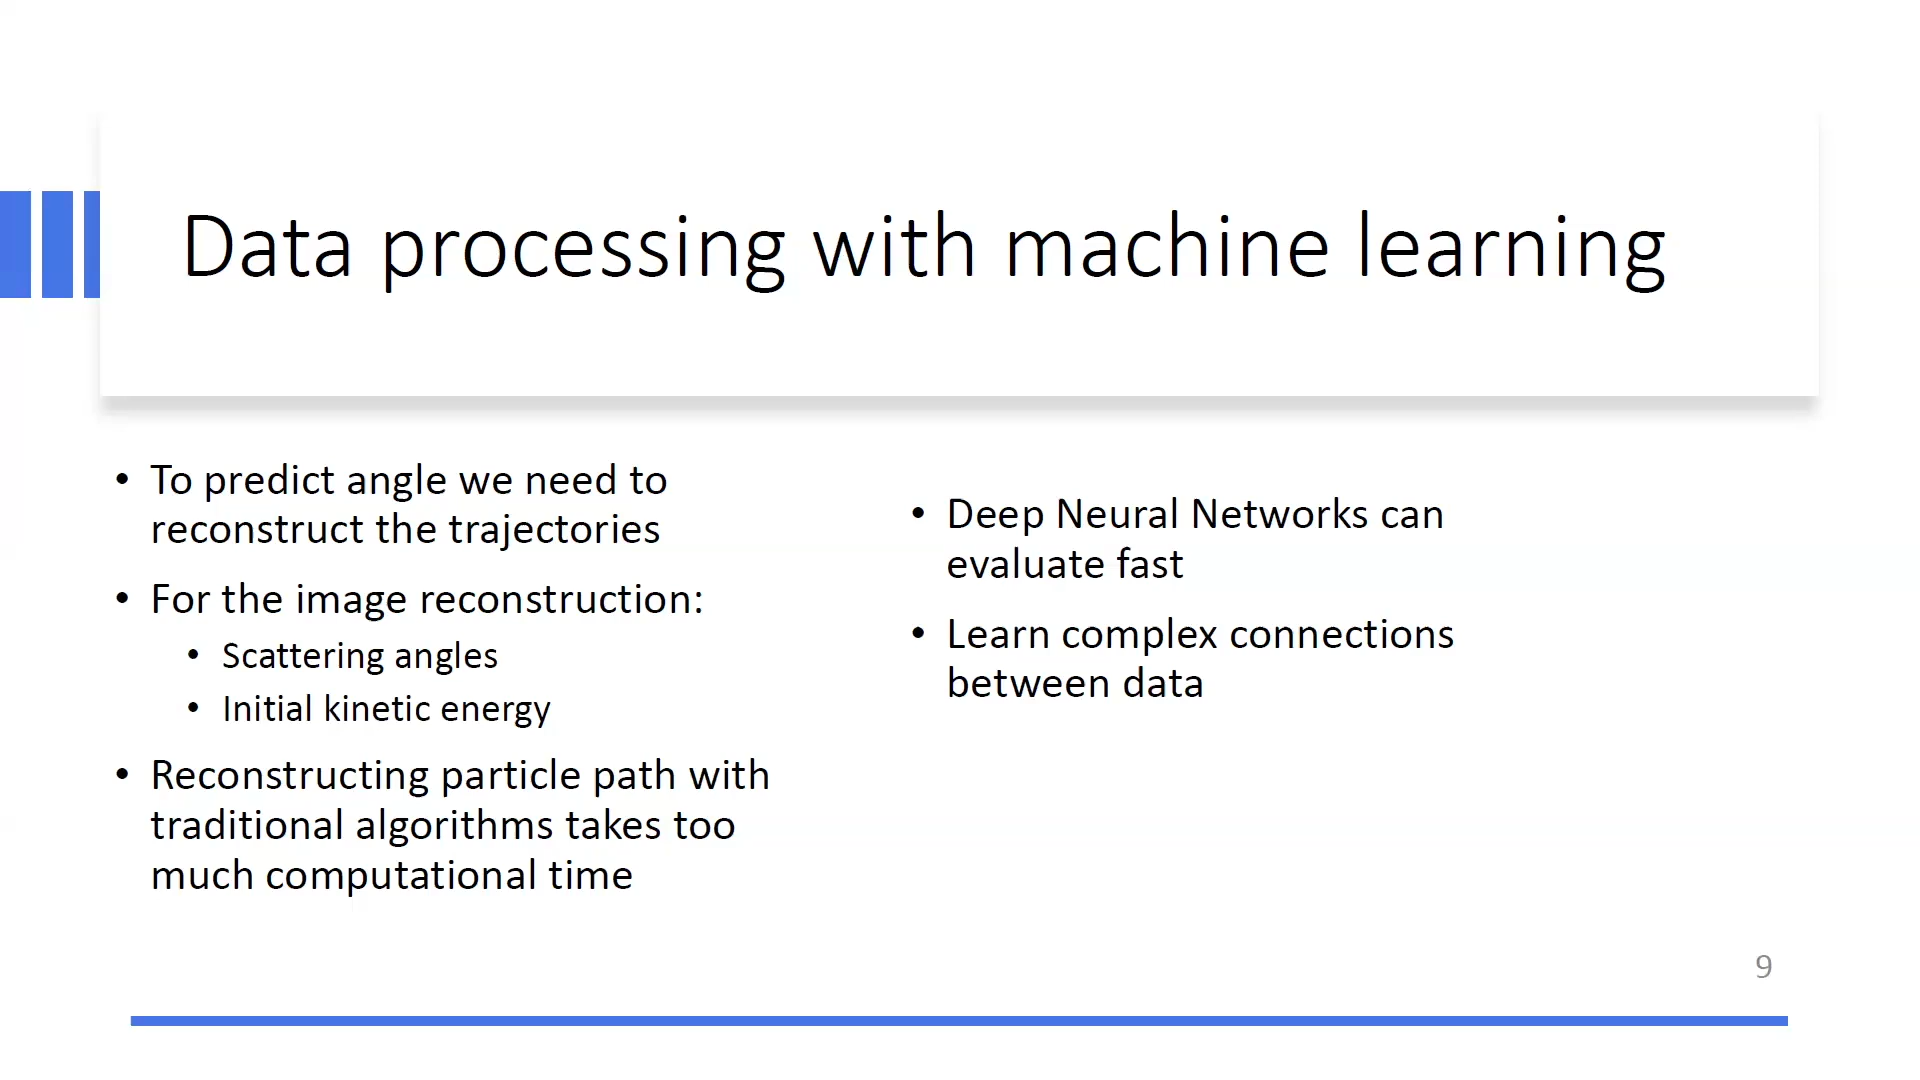 Data processing with machine learning
• To predict angle we need to
reconstruct the trajectories
• For the image reconstruction:
• Scattering angles
• Initial kinetic energy
• Reconstructing particle path with
traditional algorithms takes too
much computational time
• Deep Neural Networks can
evaluate fast
• Learn complex connections
between data
9